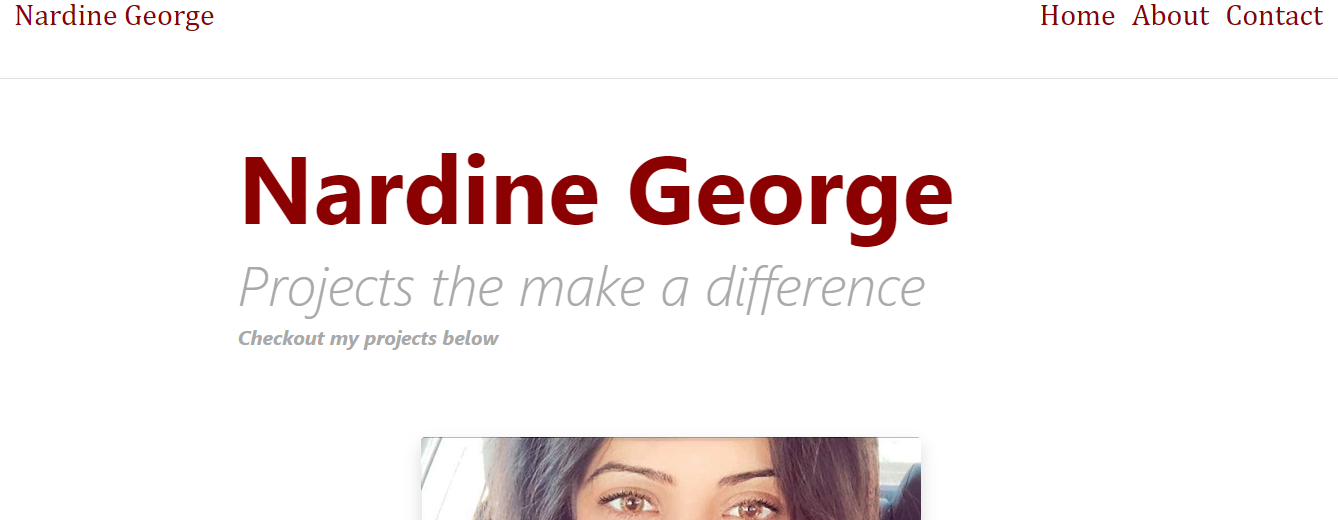 Nardine George Home About Contact
Nardine George
Projects the make a difference
Checkout my projects below